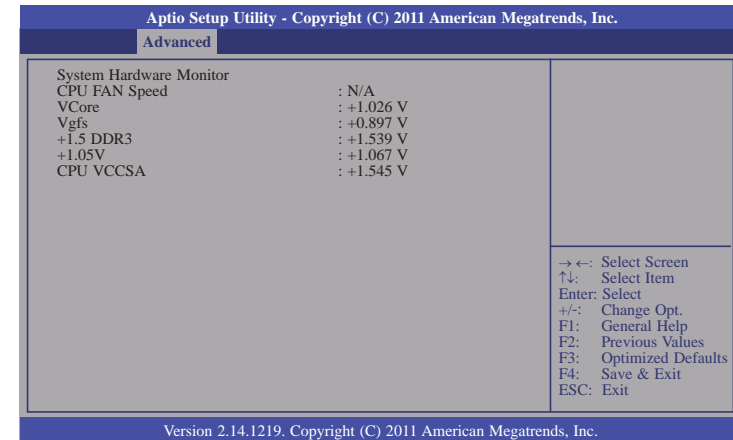 Aptio Setup Utility - Copyright (C) 2011 American Megatrends, Inc.
Advanced
System Hardware Monitor
CPU FAN Speed : N/A
VCore : +1.026 V
Vgfs : +0.897 V
+1.5 DDR3 : +1.539 V
+1.05V : +1.067 V
CPU VCCSA : +1.545 V
→ ←: Select Screen
↑↓: Select Item
Enter: Select
+/-: Change Opt.
F1: General Help
F2: Previous Values
F3: Optimized Defaults
F4: Save & Exit
ESC: Exit
Version 2.14.1219. Copyright (C) 2011 American Megatrends, Inc.